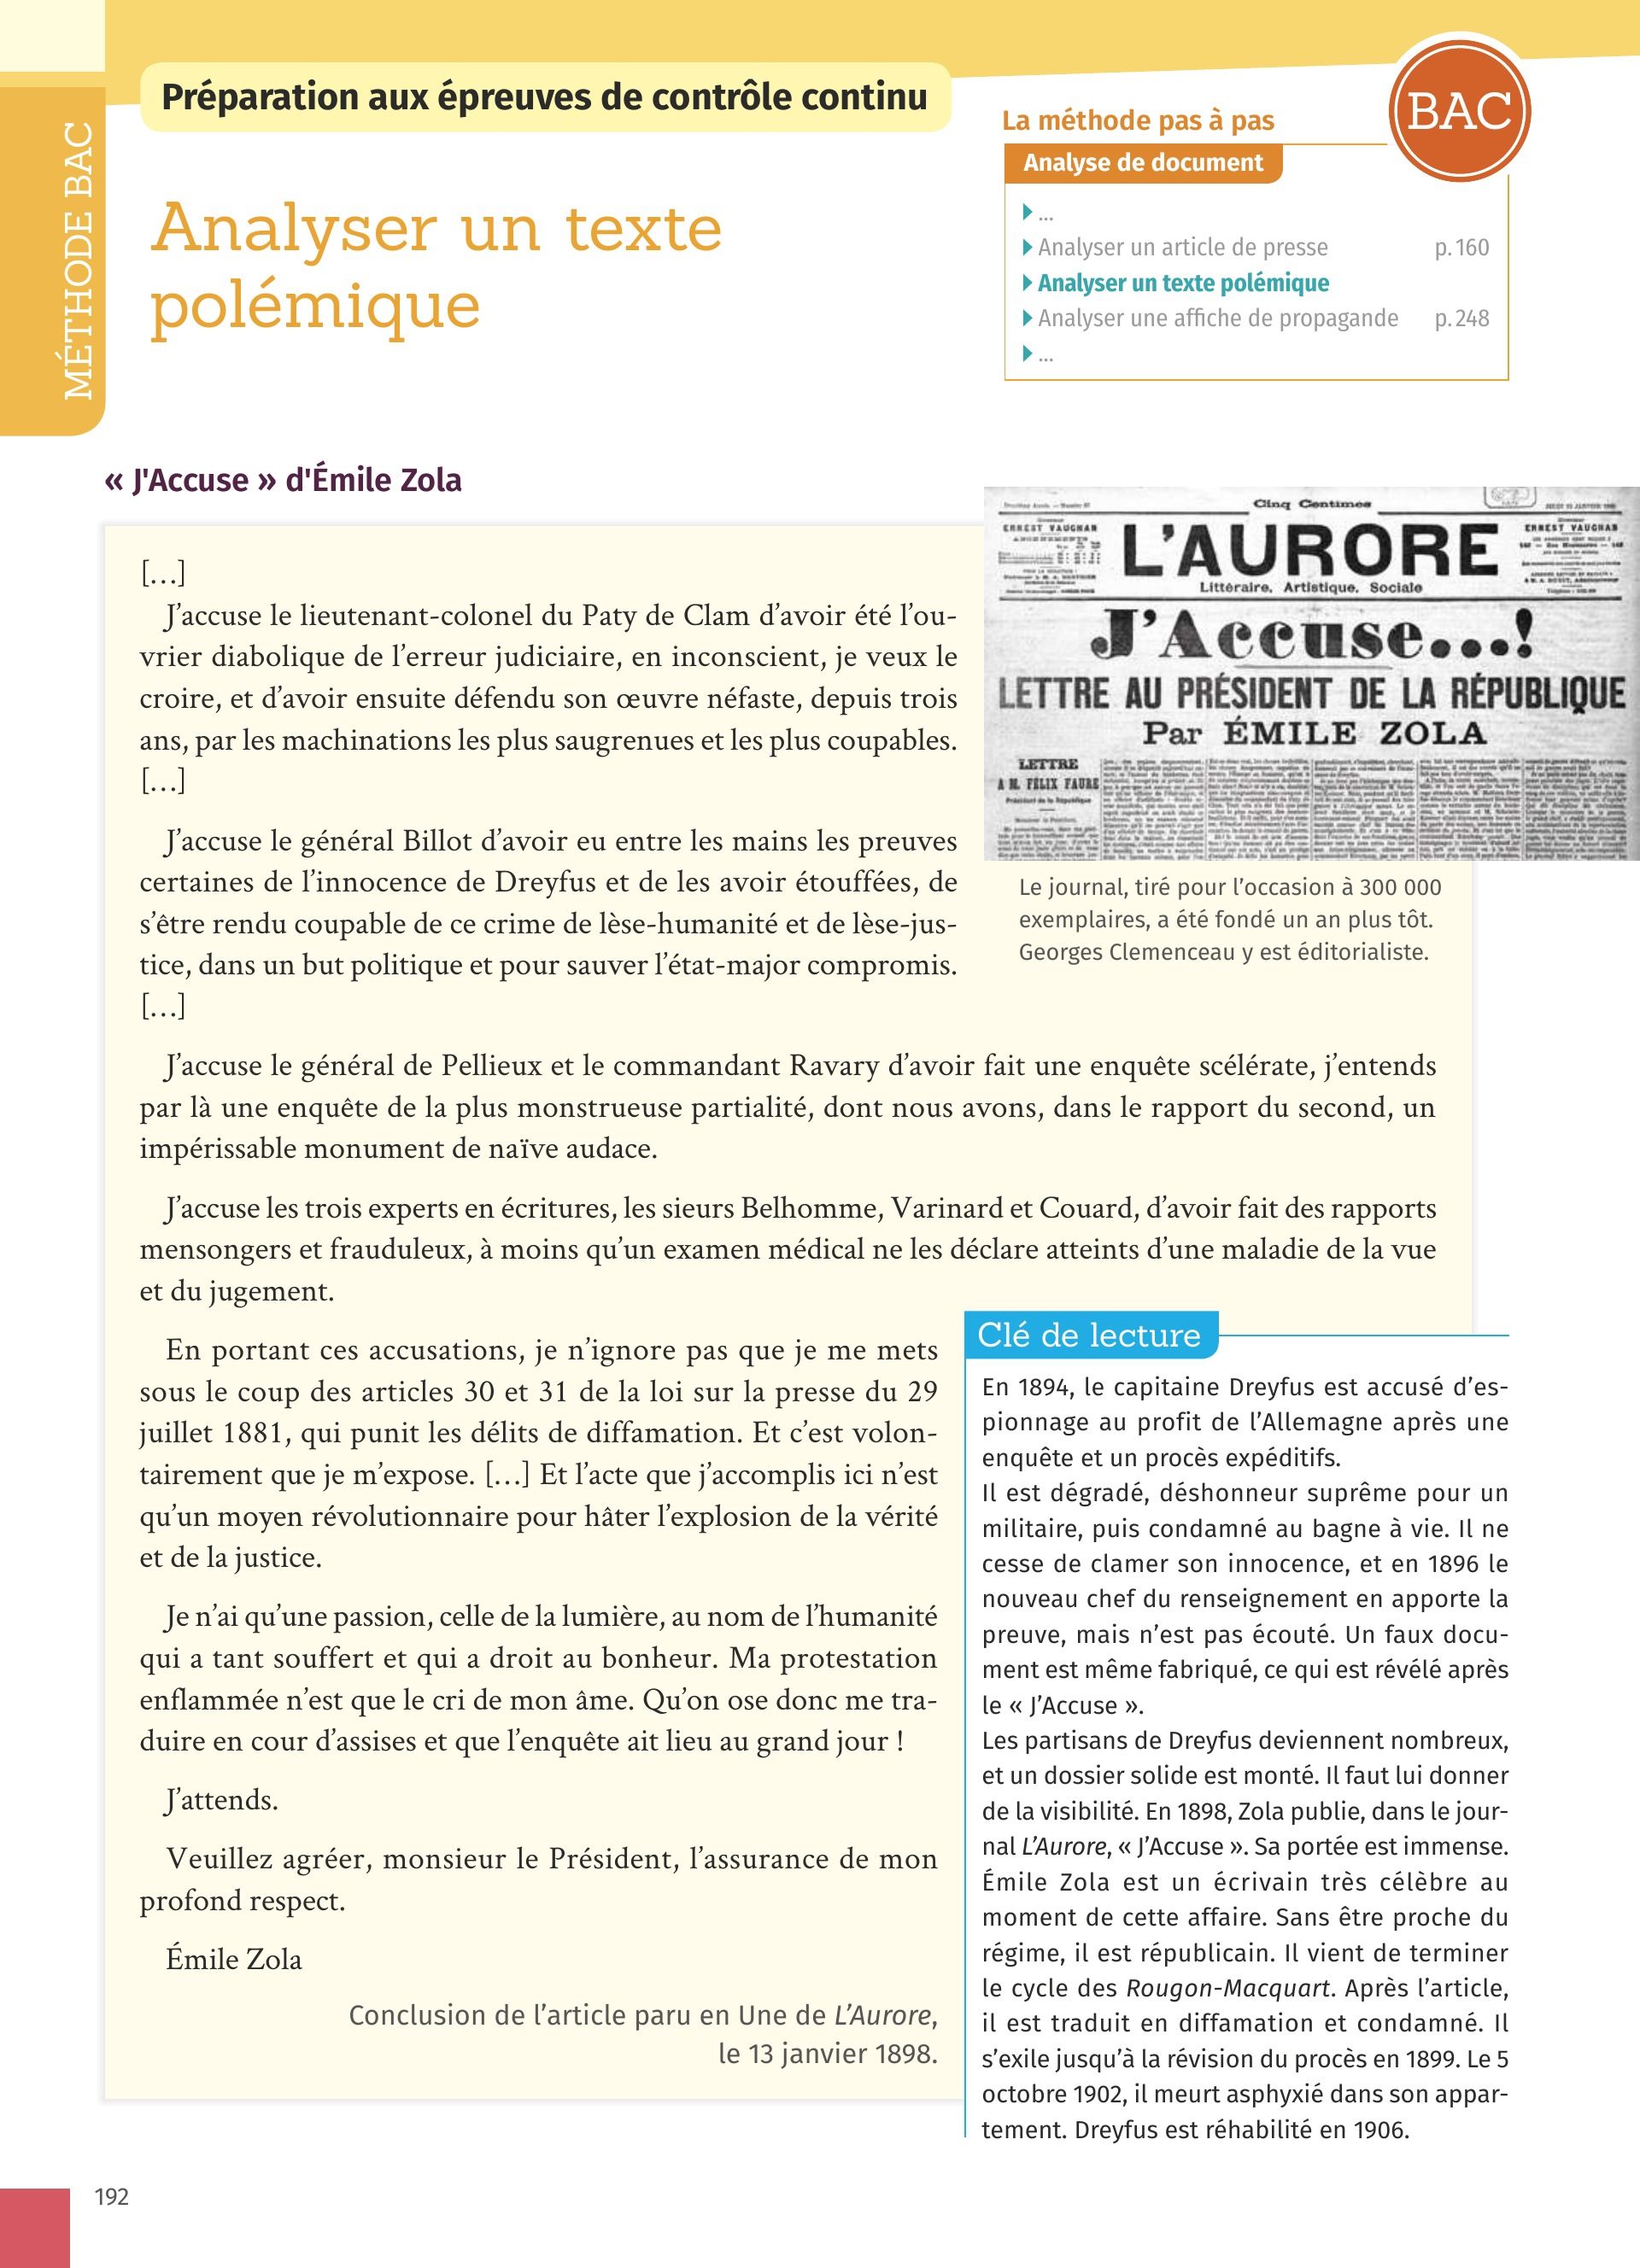 MÉTHODE BAC
Préparation aux épreuves de contrôle continu
Analyser un texte
polémique
La méthode pas à pas
BAC
Analyse de document
...
Analyser un article de presse p. 160
Analyser un texte polémique
Analyser une affiche de propagande p. 248
...
« J'Accuse » d'Émile Zola
[…]
J’accuse le lieutenant-colonel du Paty de Clam d’avoir été l’ou-
vrier diabolique de l’erreur judiciaire, en inconscient, je veux le
croire, et d’avoir ensuite défendu son œuvre néfaste, depuis trois
ans, par les machinations les plus saugrenues et les plus coupables.
[…]
J’accuse le général Billot d’avoir eu entre les mains les preuves
certaines de l’innocence de Dreyfus et de les avoir étouffées, de
s’être rendu coupable de ce crime de lèse-humanité et de lèse-jus-
tice, dans un but politique et pour sauver l’état-major compromis.
[…]
J’accuse le général de Pellieux et le commandant Ravary d’avoir fait une enquête scélérate, j’entends
par là une enquête de la plus monstrueuse partialité, dont nous avons, dans le rapport du second, un
impérissable monument de naïve audace.
J’accuse les trois experts en écritures, les sieurs Belhomme, Varinard et Couard, d’avoir fait des rapports
mensongers et frauduleux, à moins qu’un examen médical ne les déclare atteints d’une maladie de la vue
et du jugement.
En portant ces accusations, je n’ignore pas que je me mets
sous le coup des articles 30 et 31 de la loi sur la presse du 29
juillet 1881, qui punit les délits de diffamation. Et c’est volon-
tairement que je m’expose. […] Et l’acte que j’accomplis ici n’est
qu’un moyen révolutionnaire pour hâter l’explosion de la vérité
et de la justice.
Je n’ai qu’une passion, celle de la lumière, au nom de l’humanité
qui a tant souffert et qui a droit au bonheur. Ma protestation
enflammée n’est que le cri de mon âme. Qu’on ose donc me tra-
duire en cour d’assises et que l’enquête ait lieu au grand jour !
J’attends.
Veuillez agréer, monsieur le Président, l’assurance de mon
profond respect.
Émile Zola
Conclusion de l’article paru en Une de L’Aurore,
le 13 janvier 1898.
Cinq Centimes
ERNEST VAUGHAN
L'AURORE
ERNEST VAUGHAN
Littéraire, Artistique, Sociale
J'Accuse...!
LETTRE AU PRÉSIDENT DE LA RÉPUBLIQUE
Par ÉMILE ZOLA
LETTRE
A M. FÉLIX FAURE
Président de la République
Le journal, tiré pour l’occasion à 300 000
exemplaires, a été fondé un an plus tôt.
Georges Clemenceau y est éditorialiste.
Clé de lecture
En 1894, le capitaine Dreyfus est accusé d’es-
pionnage au profit de l’Allemagne après une
enquête et un procès expéditifs.
Il est dégradé, déshonneur suprême pour un
militaire, puis condamné au bagne à vie. Il ne
cesse de clamer son innocence, et en 1896 le
nouveau chef du renseignement en apporte la
preuve, mais n’est pas écouté. Un faux docu-
ment est même fabriqué, ce qui est révélé après
le « J’Accuse ».
Les partisans de Dreyfus deviennent nombreux,
et un dossier solide est monté. Il faut lui donner
de la visibilité. En 1898, Zola publie, dans le jour-
nal L’Aurore, « J’Accuse ». Sa portée est immense.
Émile Zola est un écrivain très célèbre au
moment de cette affaire. Sans être proche du
régime, il est républicain. Il vient de terminer
le cycle des Rougon-Macquart. Après l’article,
il est traduit en diffamation et condamné. Il
s’exile jusqu’à la révision du procès en 1899. Le 5
octobre 1902, il meurt asphyxié dans son appar-
tement. Dreyfus est réhabilité en 1906.
192